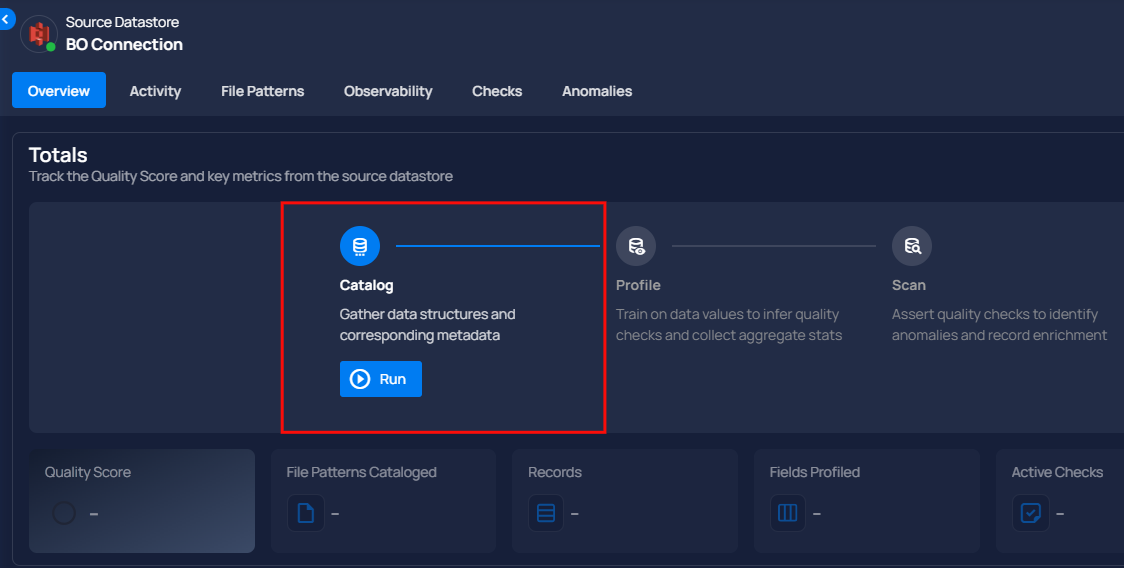 Source Datastore
BO Connection
Overview Activity File Patterns Observability Checks Anomalies
Totals
Track the Quality Score and key metrics from the source datastore
Catalog
Gather data structures and
corresponding metadata
Run
Profile
Train on data values to infer quality
checks and collect aggregate stats
Scan
Assert quality checks to identify
anomalies and record enrichment
Quality Score
–
File Patterns Cataloged
–
Records
–
Fields Profiled
–
Active Checks
–